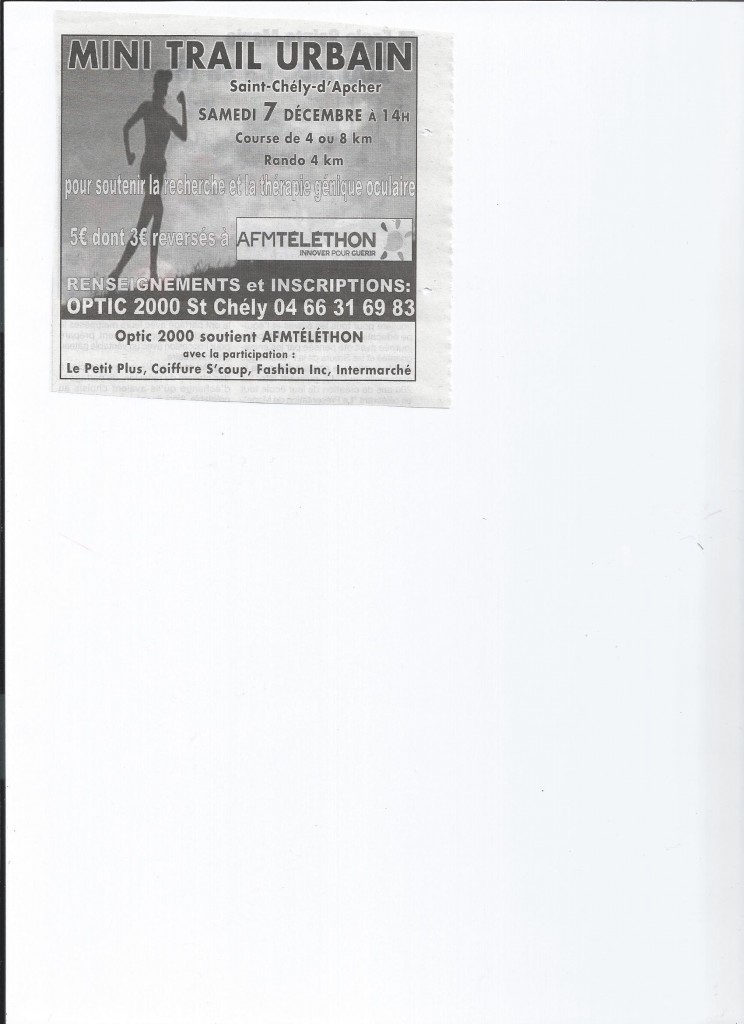 MINI TRAIL URBAIN
Saint-Chély-d'Apcher
SAMEDI 7 DÉCEMBRE À 14H
Course de 4 ou 8 km
Rando 4 km
pour soutenir la recherche et la thérapie génique oculaire
5€ dont 3€ reversés à AFMTÉLÉTHON
INNOVER POUR GUÉRIR
RENSEIGNEMENTS et INSCRIPTIONS:
OPTIC 2000 St Chély 04 66 31 69 83
Optic 2000 soutient AFMTÉLÉTHON
avec la participation :
Le Petit Plus, Coiffure S'coup, Fashion Inc, Intermarché